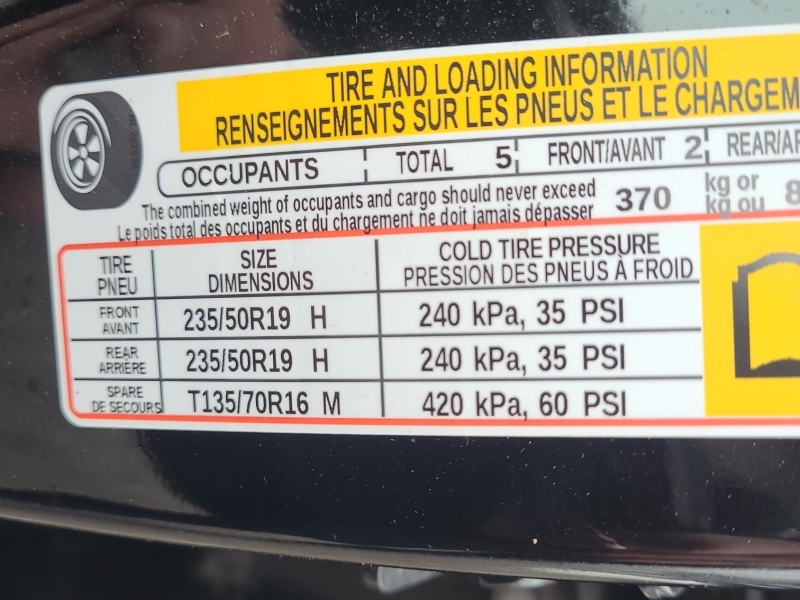 TIRE AND LOADING INFORMATION
RENSEIGNEMENTS SUR LES PNEUS ET LE CHARGEM
OCCUPANTS TOTAL 5 FRONT/AVANT 2 REAR/AR
The combined weight of occupants and cargo should never exceed
Le poids total des occupants et du chargement ne doit jamais dépasser
370 kg or
kg ou 8
TIRE
PNEU
SIZE
DIMENSIONS
COLD TIRE PRESSURE
PRESSION DES PNEUS À FROID
FRONT
AVANT
235/50R19 H
240 kPa, 35 PSI
REAR
ARRIÈRE
235/50R19 H
240 kPa, 35 PSI
SPARE
DE SECOURS
T135/70R16 M
420 kPa, 60 PSI